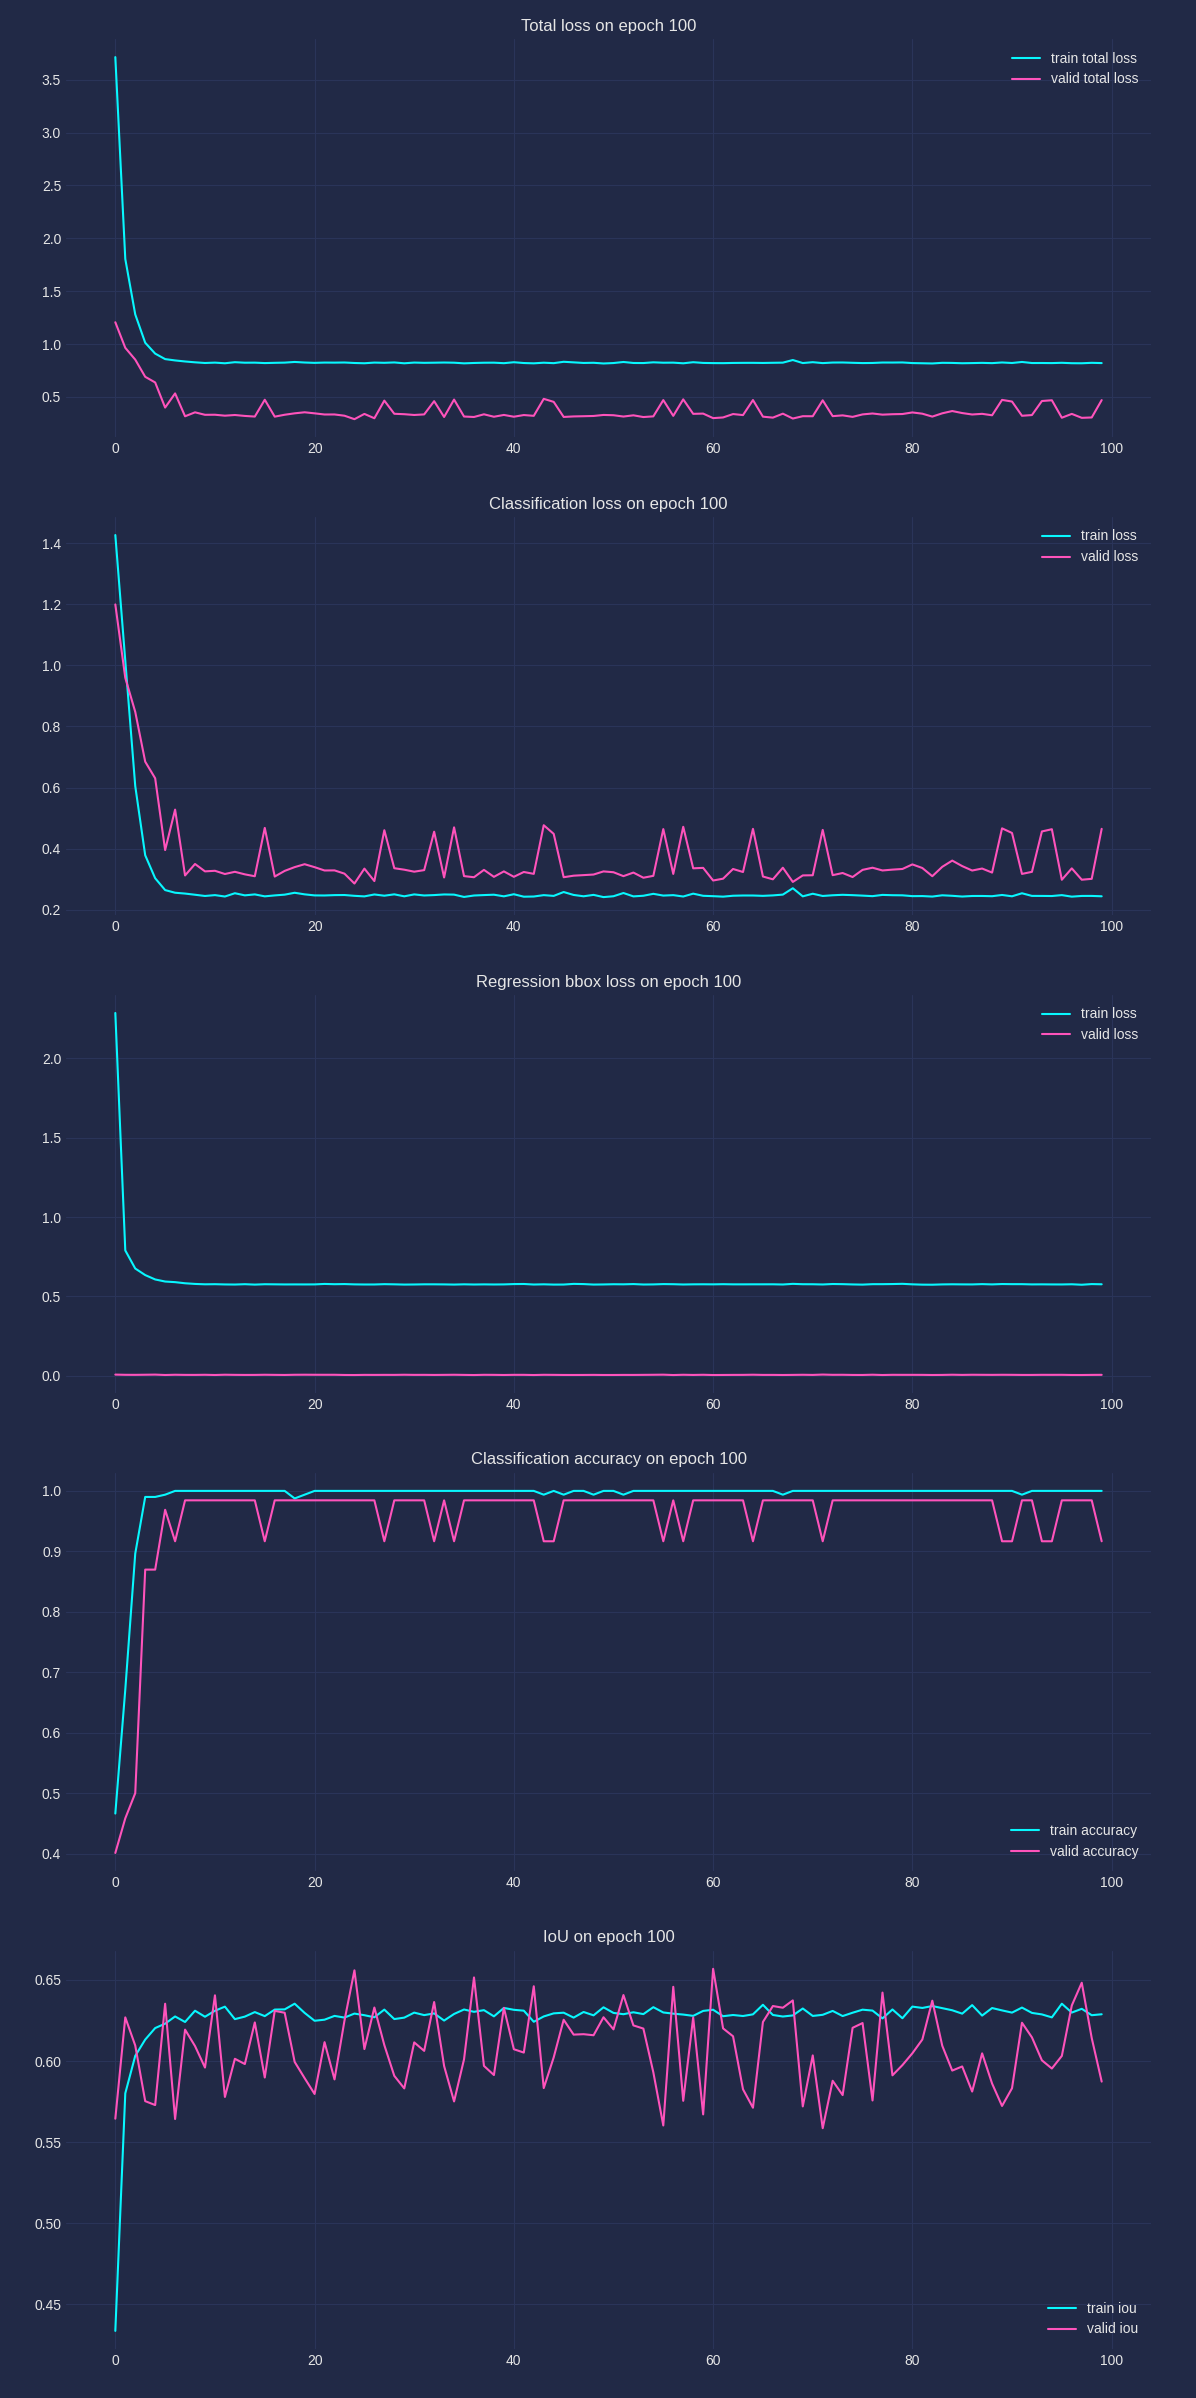 Total loss on epoch 100
train total loss
valid total loss
3.5
3.0
2.5
2.0
1.5
1.0
0.5
0 20 40 60 80 100
Classification loss on epoch 100
train loss
valid loss
1.4
1.2
1.0
0.8
0.6
0.4
0.2
0 20 40 60 80 100
Regression bbox loss on epoch 100
train loss
valid loss
2.0
1.5
1.0
0.5
0.0
0 20 40 60 80 100
Classification accuracy on epoch 100
1.0
0.9
0.8
0.7
0.6
0.5
0.4
train accuracy
valid accuracy
0 20 40 60 80 100
IoU on epoch 100
0.65
0.60
0.55
0.50
0.45
train iou
valid iou
0 20 40 60 80 100